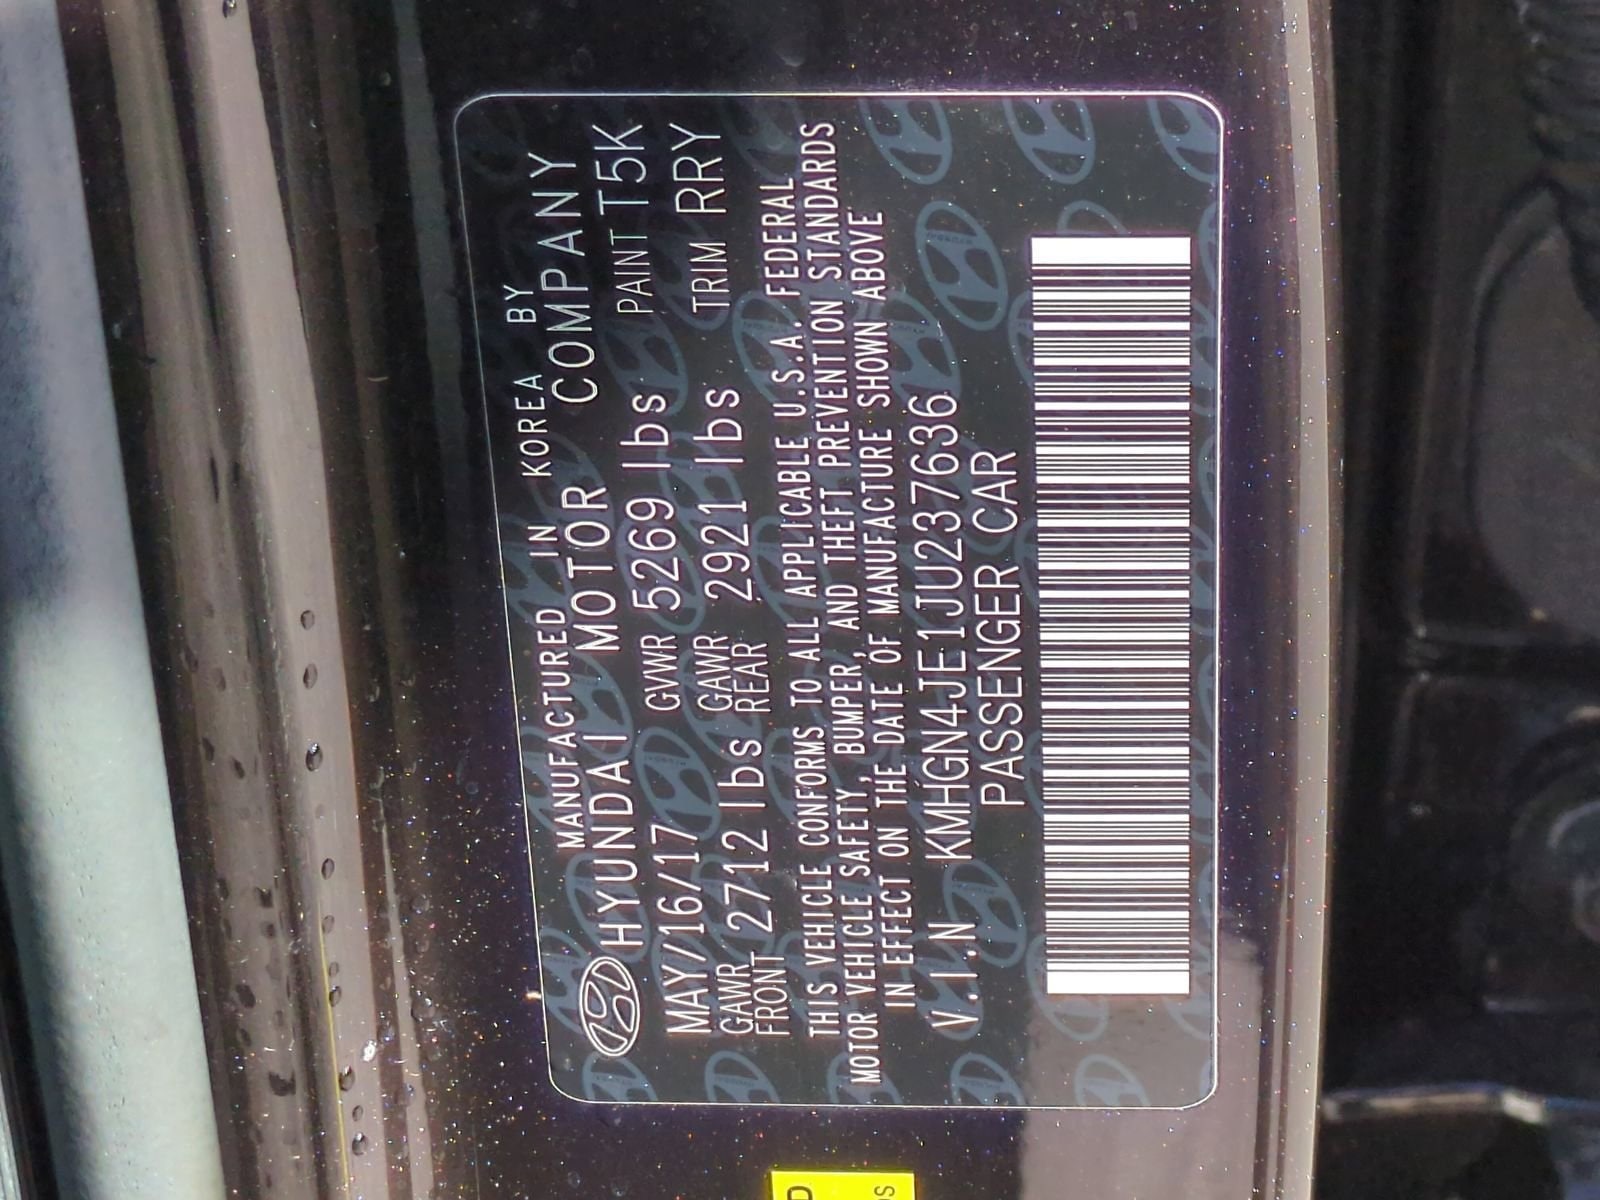 MANUFACTURED IN KOREA BY
HYUNDAI MOTOR COMPANY
MAY/16/17 GVWR 5269 lbs PAINT T5K
GAWR FRONT 2712 lbs GAWR REAR 2921 lbs TRIM RRY
THIS VEHICLE CONFORMS TO ALL APPLICABLE U.S.A. FEDERAL
MOTOR VEHICLE SAFETY, BUMPER, AND THEFT PREVENTION STANDARDS
IN EFFECT ON THE DATE OF MANUFACTURE SHOWN ABOVE
V.I.N KMHGN4JE1JU237636
PASSENGER CAR